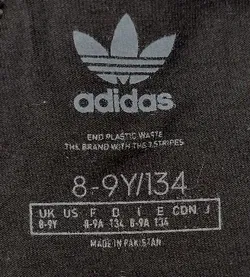 adidas
END PLASTIC WASTE
THE BRAND WITH THE 3 STRIPES
8-9Y/134
UK US F D I E CDN J
8-9Y 8-9A 134 8-9A 134
MADE IN PAKISTAN